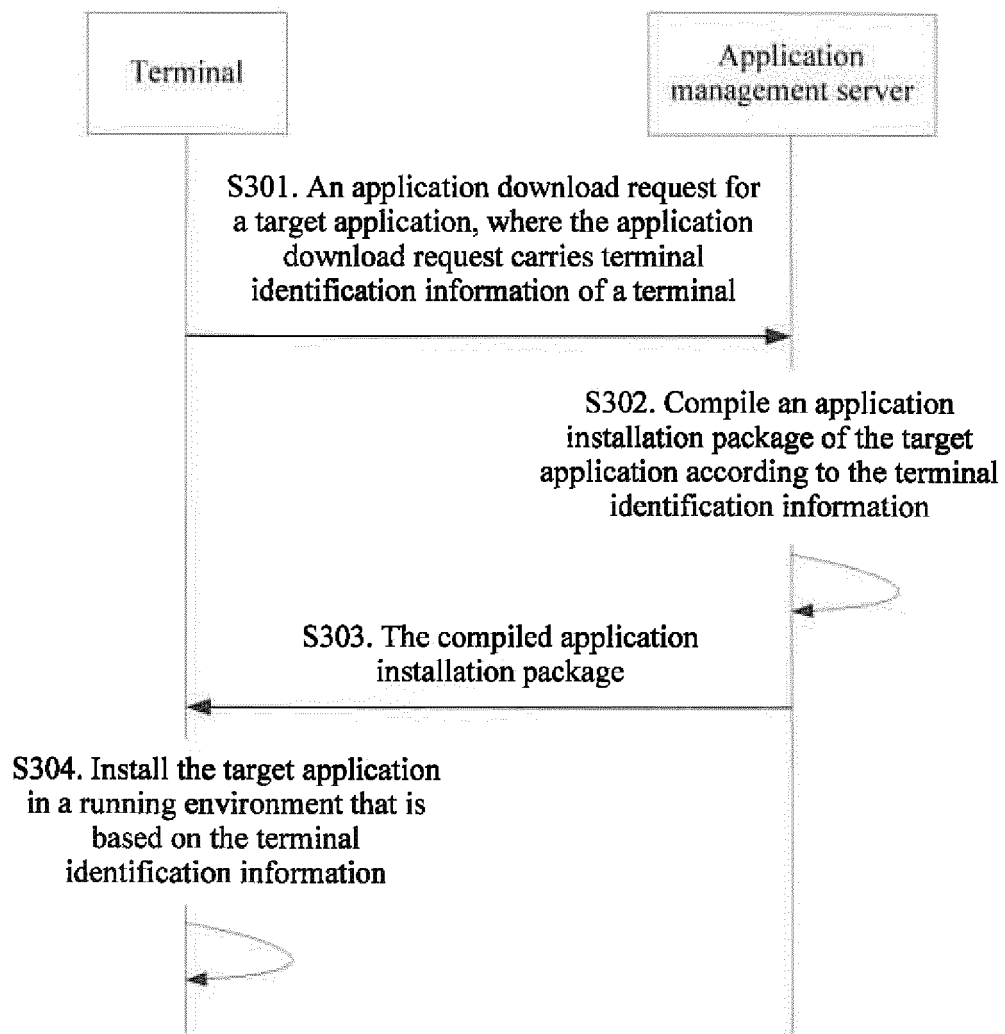 Terminal
Application
management server
S301. An application download request for
a target application, where the application
download request carries terminal
identification information of a terminal
S302. Compile an application
installation package of the target
application according to the terminal
identification information
S303. The compiled application
installation package
S304. Install the target application
in a running environment that is
based on the terminal
identification information